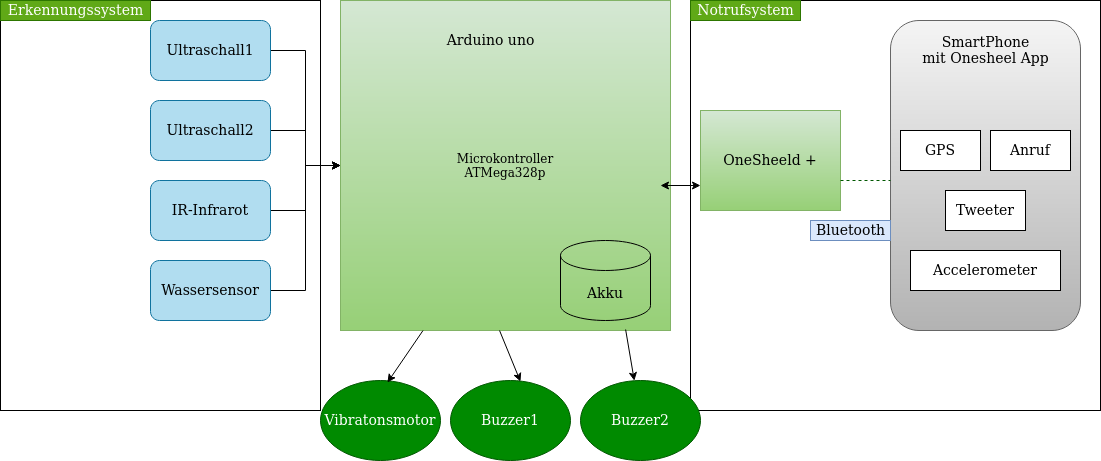 Erkennungssystem
Ultraschall1
Ultraschall2
IR-Infrarot
Wassersensor
Arduino uno
Mikrokontroller
ATMega328p
Akku
Vibratonsmotor
Buzzer1
Buzzer2
Notrufsystem
OneSheeld +
Bluetooth
SmartPhone
mit Onesheel App
GPS
Anruf
Tweeter
Accelerometer